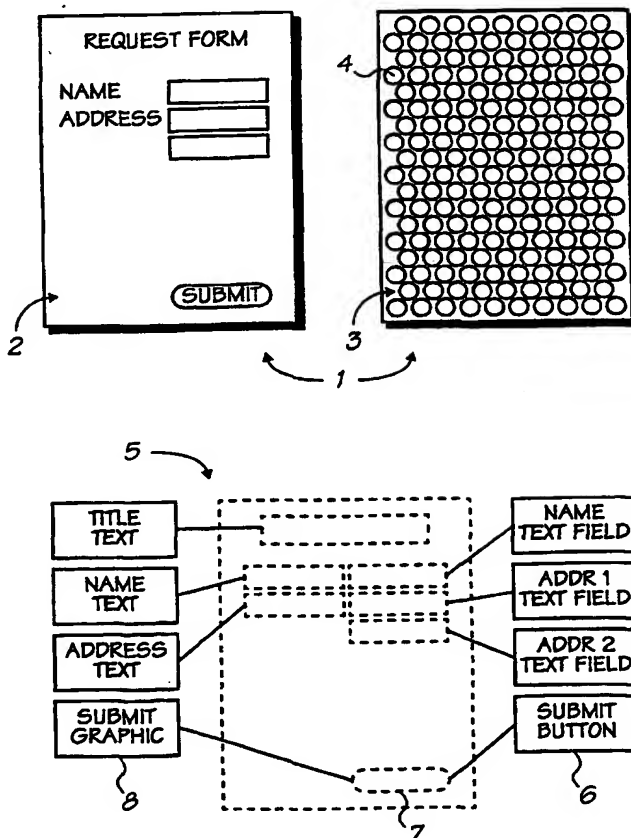 REQUEST FORM
NAME
ADDRESS
SUBMIT
2
4
3
1
5
TITLE
TEXT
NAME
TEXT
ADDRESS
TEXT
SUBMIT
GRAPHIC
8
NAME
TEXT FIELD
ADDR 1
TEXT FIELD
ADDR 2
TEXT FIELD
SUBMIT
BUTTON
6
7